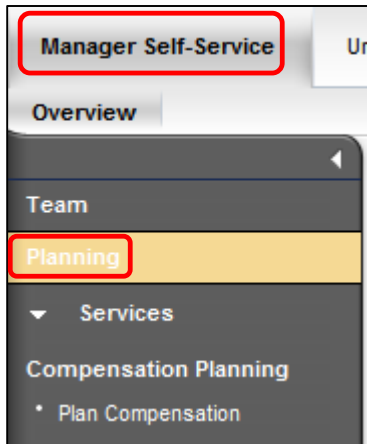 Manager Self-Service
Overview
Team
Planning
Services
Compensation Planning
• Plan Compensation